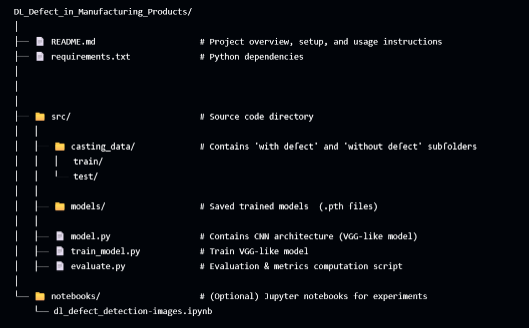 DL_Defect_in_Manufacturing_Products/
README.md # Project overview, setup, and usage instructions
requirements.txt # Python dependencies
src/ # Source code directory
casting_data/ # Contains 'with defect' and 'without defect' subfolders
train/
test/
models/ # Saved trained models (.pth files)
model.py # Contains CNN architecture (VGG-like model)
train_model.py # Train VGG-like model
evaluate.py # Evaluation & metrics computation script
notebooks/ # (Optional) Jupyter notebooks for experiments
dl_defect_detection-images.ipynb